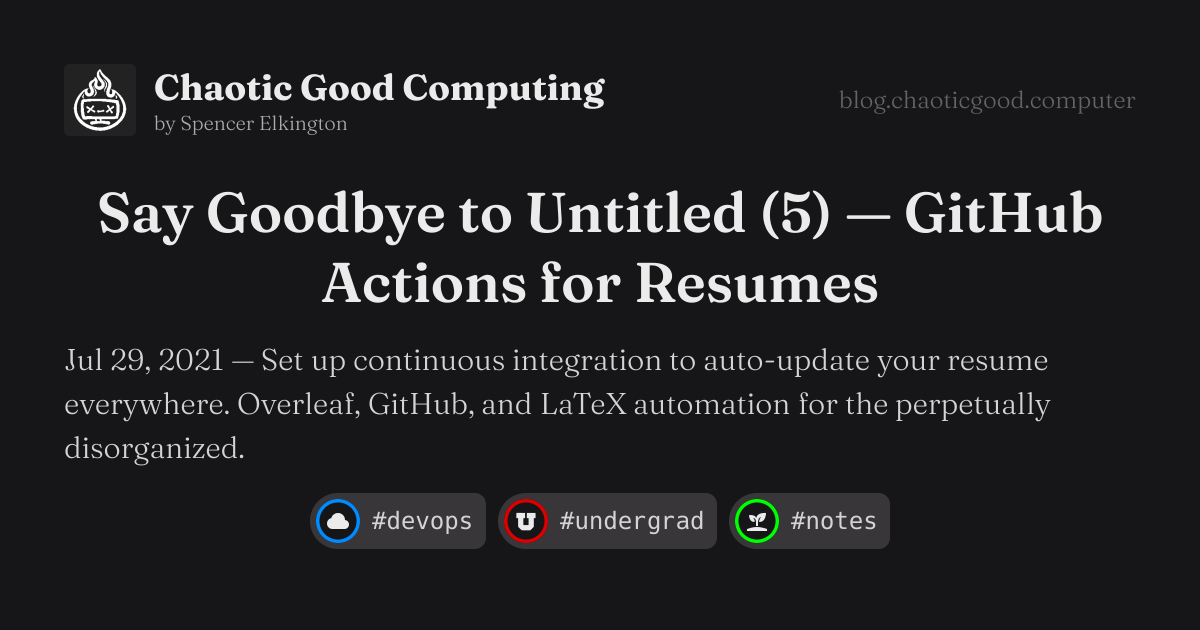 Chaotic Good Computing
by Spencer Elkington
blog.chaoticgood.computer
Say Goodbye to Untitled (5) — GitHub
Actions for Resumes
Jul 29, 2021 — Set up continuous integration to auto-update your resume
everywhere. Overleaf, GitHub, and LaTeX automation for the perpetually
disorganized.
#devops
#undergrad
#notes